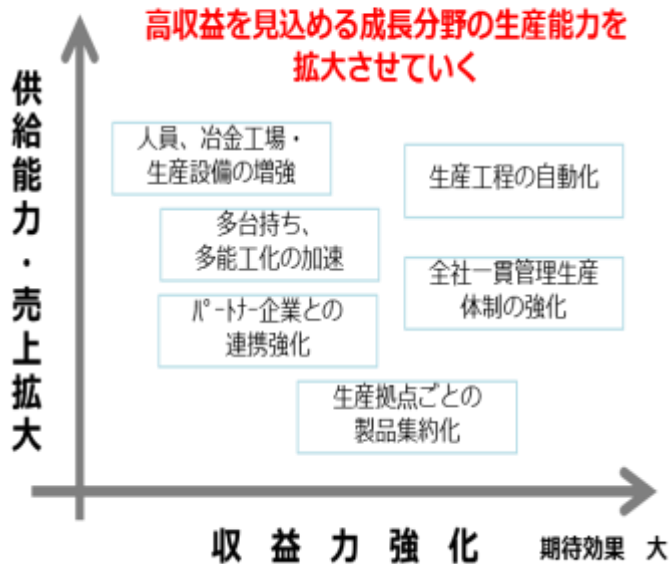 高収益を見込める成長分野の生産能力を
拡大させていく
供給能力・売上拡大
人員、冶金工場・
生産設備の増強
生産工程の自動化
多台持ち、
多能工化の加速
全社一貫管理生産
体制の強化
ﾊﾟｰﾄﾅｰ企業との
連携強化
生産拠点ごとの
製品集約化
収益力強化
期待効果 大